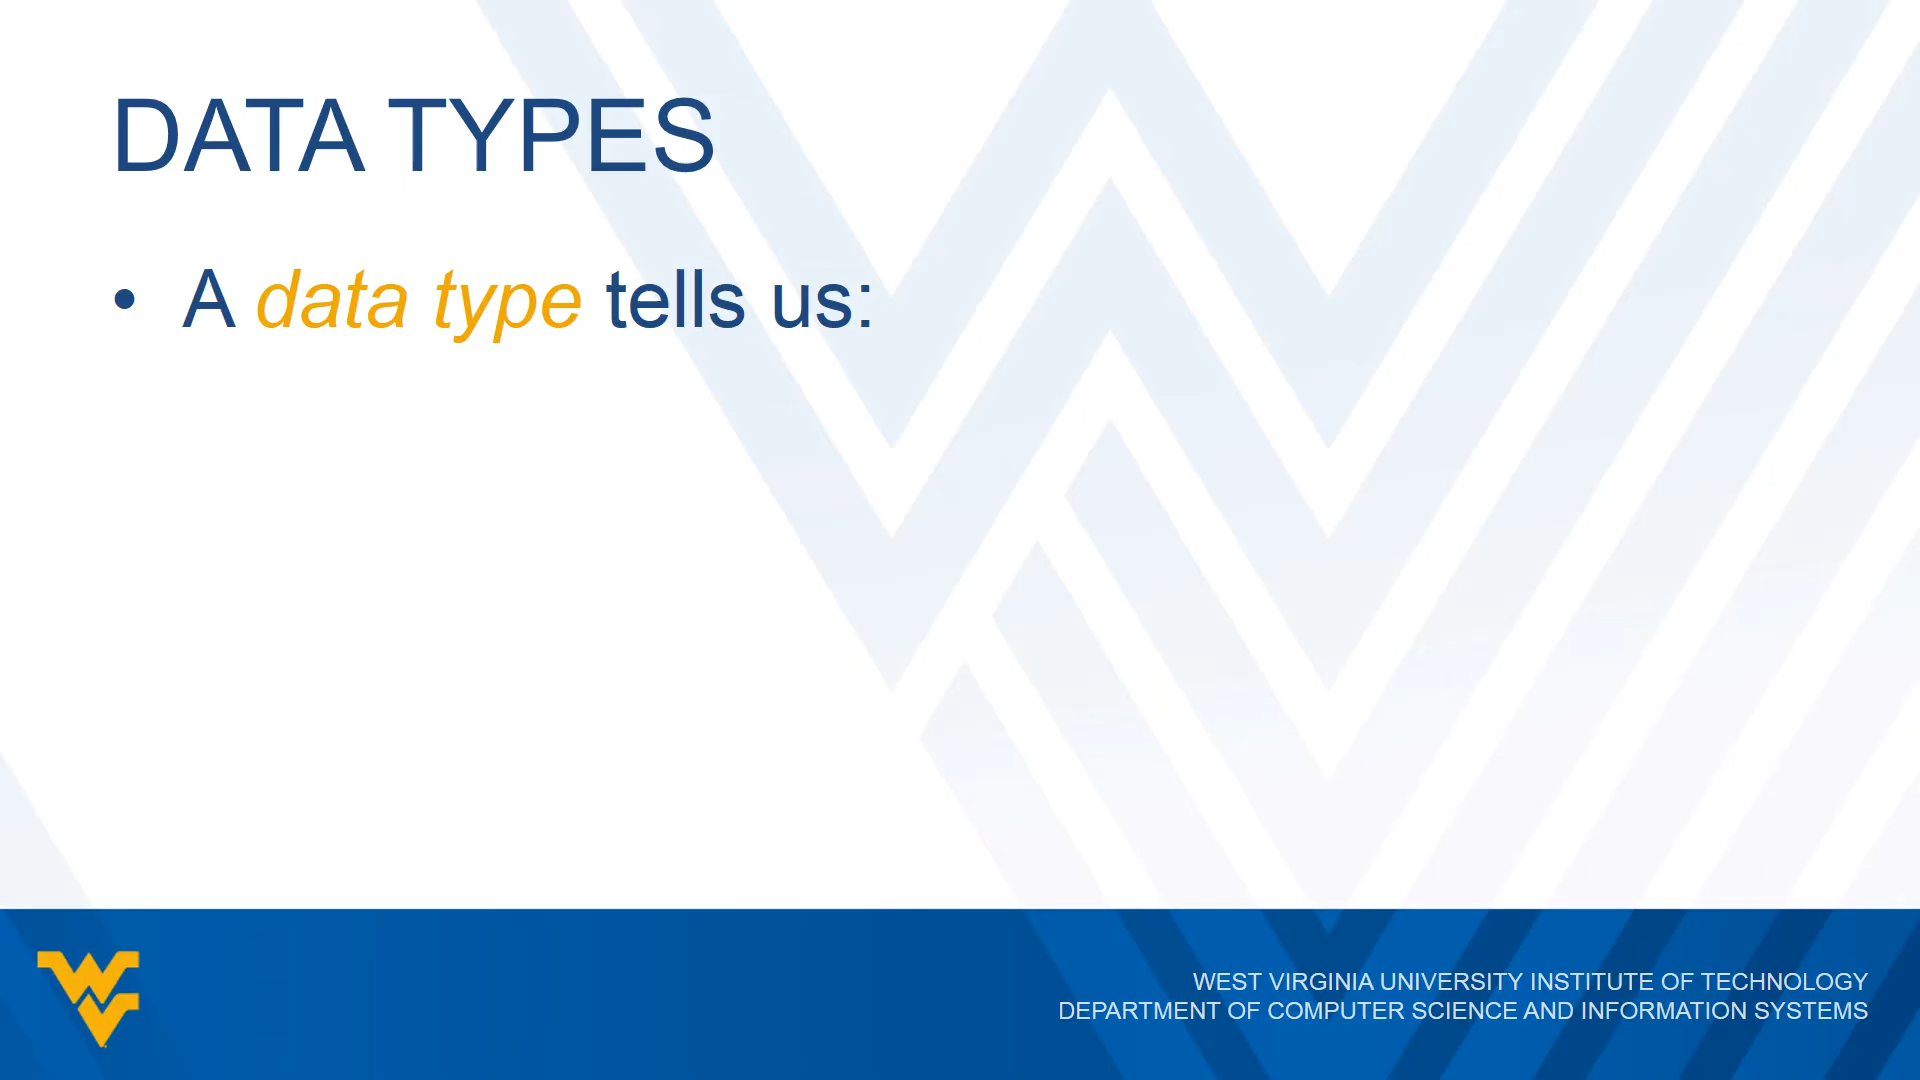 DATA TYPES
• A data type tells us:
WEST VIRGINIA UNIVERSITY INSTITUTE OF TECHNOLOGY
DEPARTMENT OF COMPUTER SCIENCE AND INFORMATION SYSTEMS